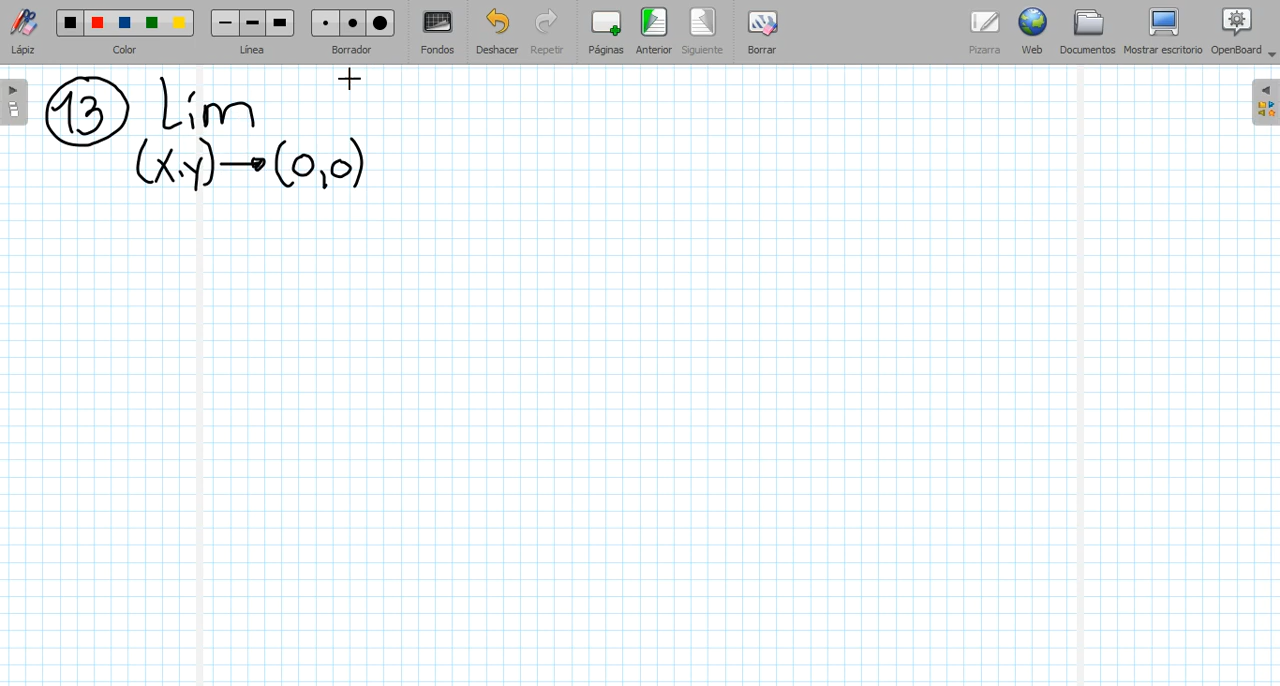 Lápiz Color Línea Borrador Fondos Deshacer Repetir Páginas Anterior Siguiente Borrar Pizarra Web Documentos Mostrar escritorio OpenBoard
13 Lim
(x,y)→(0,0)